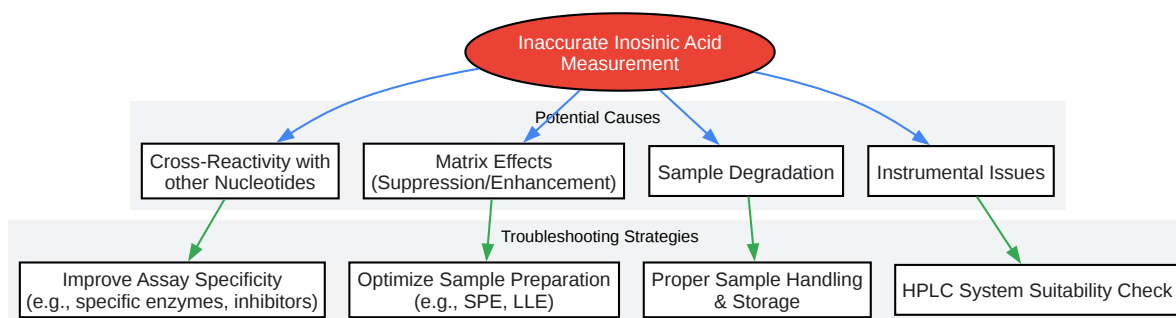 Inaccurate Inosinic Acid
Measurement
Potential Causes
Cross-Reactivity with
other Nucleotides
Matrix Effects
(Suppression/Enhancement)
Sample Degradation
Instrumental Issues
Troubleshooting Strategies
Improve Assay Specificity
(e.g., specific enzymes, inhibitors)
Optimize Sample Preparation
(e.g., SPE, LLE)
Proper Sample Handling
& Storage
HPLC System Suitability Check